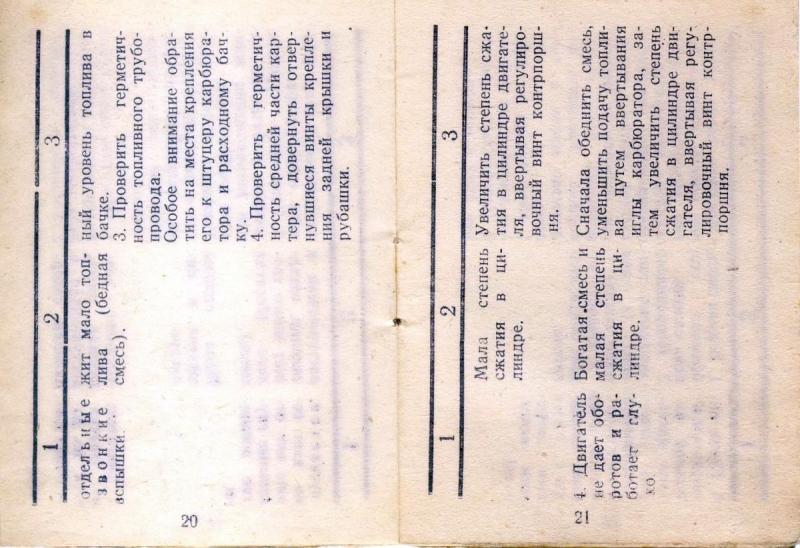 1
2
3
отдельные
звонкие
вспышки.
жит мало топ-
лива (бедная
смесь).
ный уровень топлива в
бачке.
3. Проверить герметич-
ность топливного трубо-
провода.
Особое внимание обра-
тить на места крепления
его к штуцеру карбюра-
тора и расходному бач-
ку.
4. Проверить герметич-
ность средней части кар-
тера, довернуть отвер-
нувшиеся винты крепле-
ния задней крышки и
рубашки.
20
1
2
3
Мала степень
сжатия в ци-
линдре.
Увеличить степень сжа-
тия в цилиндре двигате-
ля, ввертывая регулиро-
вочный винт контрпорш-
ня.
4. Двигатель
не дает обо-
ротов и ра-
ботает глу-
хо.
Богатая смесь и
малая степень
сжатия в ци-
линдре.
Сначала обеднить смесь,
уменьшить подачу топли-
ва путем ввертывания
иглы карбюратора, за-
тем увеличить степень
сжатия в цилиндре дви-
гателя, ввертывая регу-
лировочный винт контр-
поршня.
21